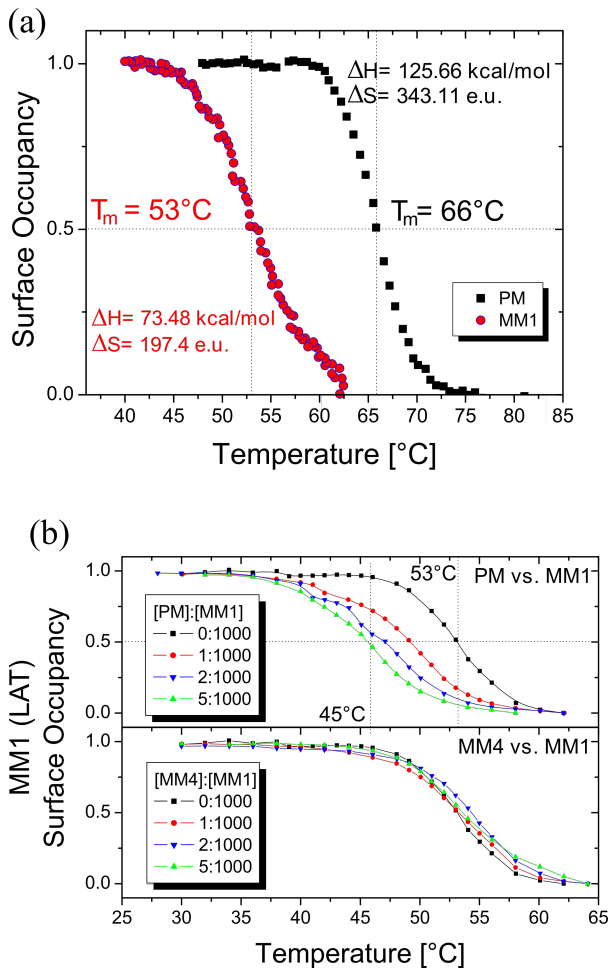 (a)
1.0
ΔH= 125.66 kcal/mol
ΔS= 343.11 e.u.
Surface Occupancy
Tm= 53°C
Tm= 66°C
0.5
PM
MM1
ΔH= 73.48 kcal/mol
ΔS= 197.4 e.u.
0.0
40 45 50 55 60 65 70 75 80 85
Temperature [°C]
(b)
53°C
1.0
PM vs. MM1
[PM]:[MM1]
0:1000
1:1000
2:1000
5:1000
0.5
45°C
0.0
MM1 (LAT)
Surface Occupancy
1.0
MM4 vs. MM1
[MM4]:[MM1]
0:1000
1:1000
2:1000
5:1000
0.5
0.0
25 30 35 40 45 50 55 60 65
Temperature [°C]